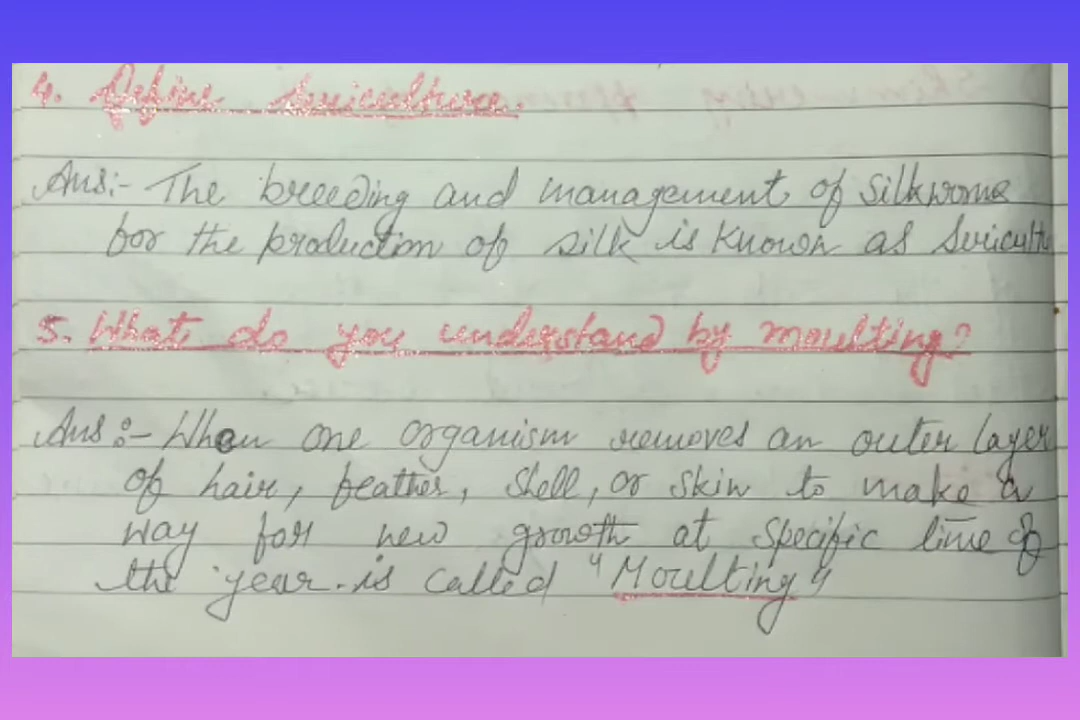 4. Define Sericulture.
Ans:- The breeding and management of Silkworms
for the production of silk is known as Sericultu
5. What do you understand by moulting?
Ans:- When one organism removes an outer layer
of hair, feather, Shell, or skin to make a
way for new growth at specific time of
the year. is called "Moulting"